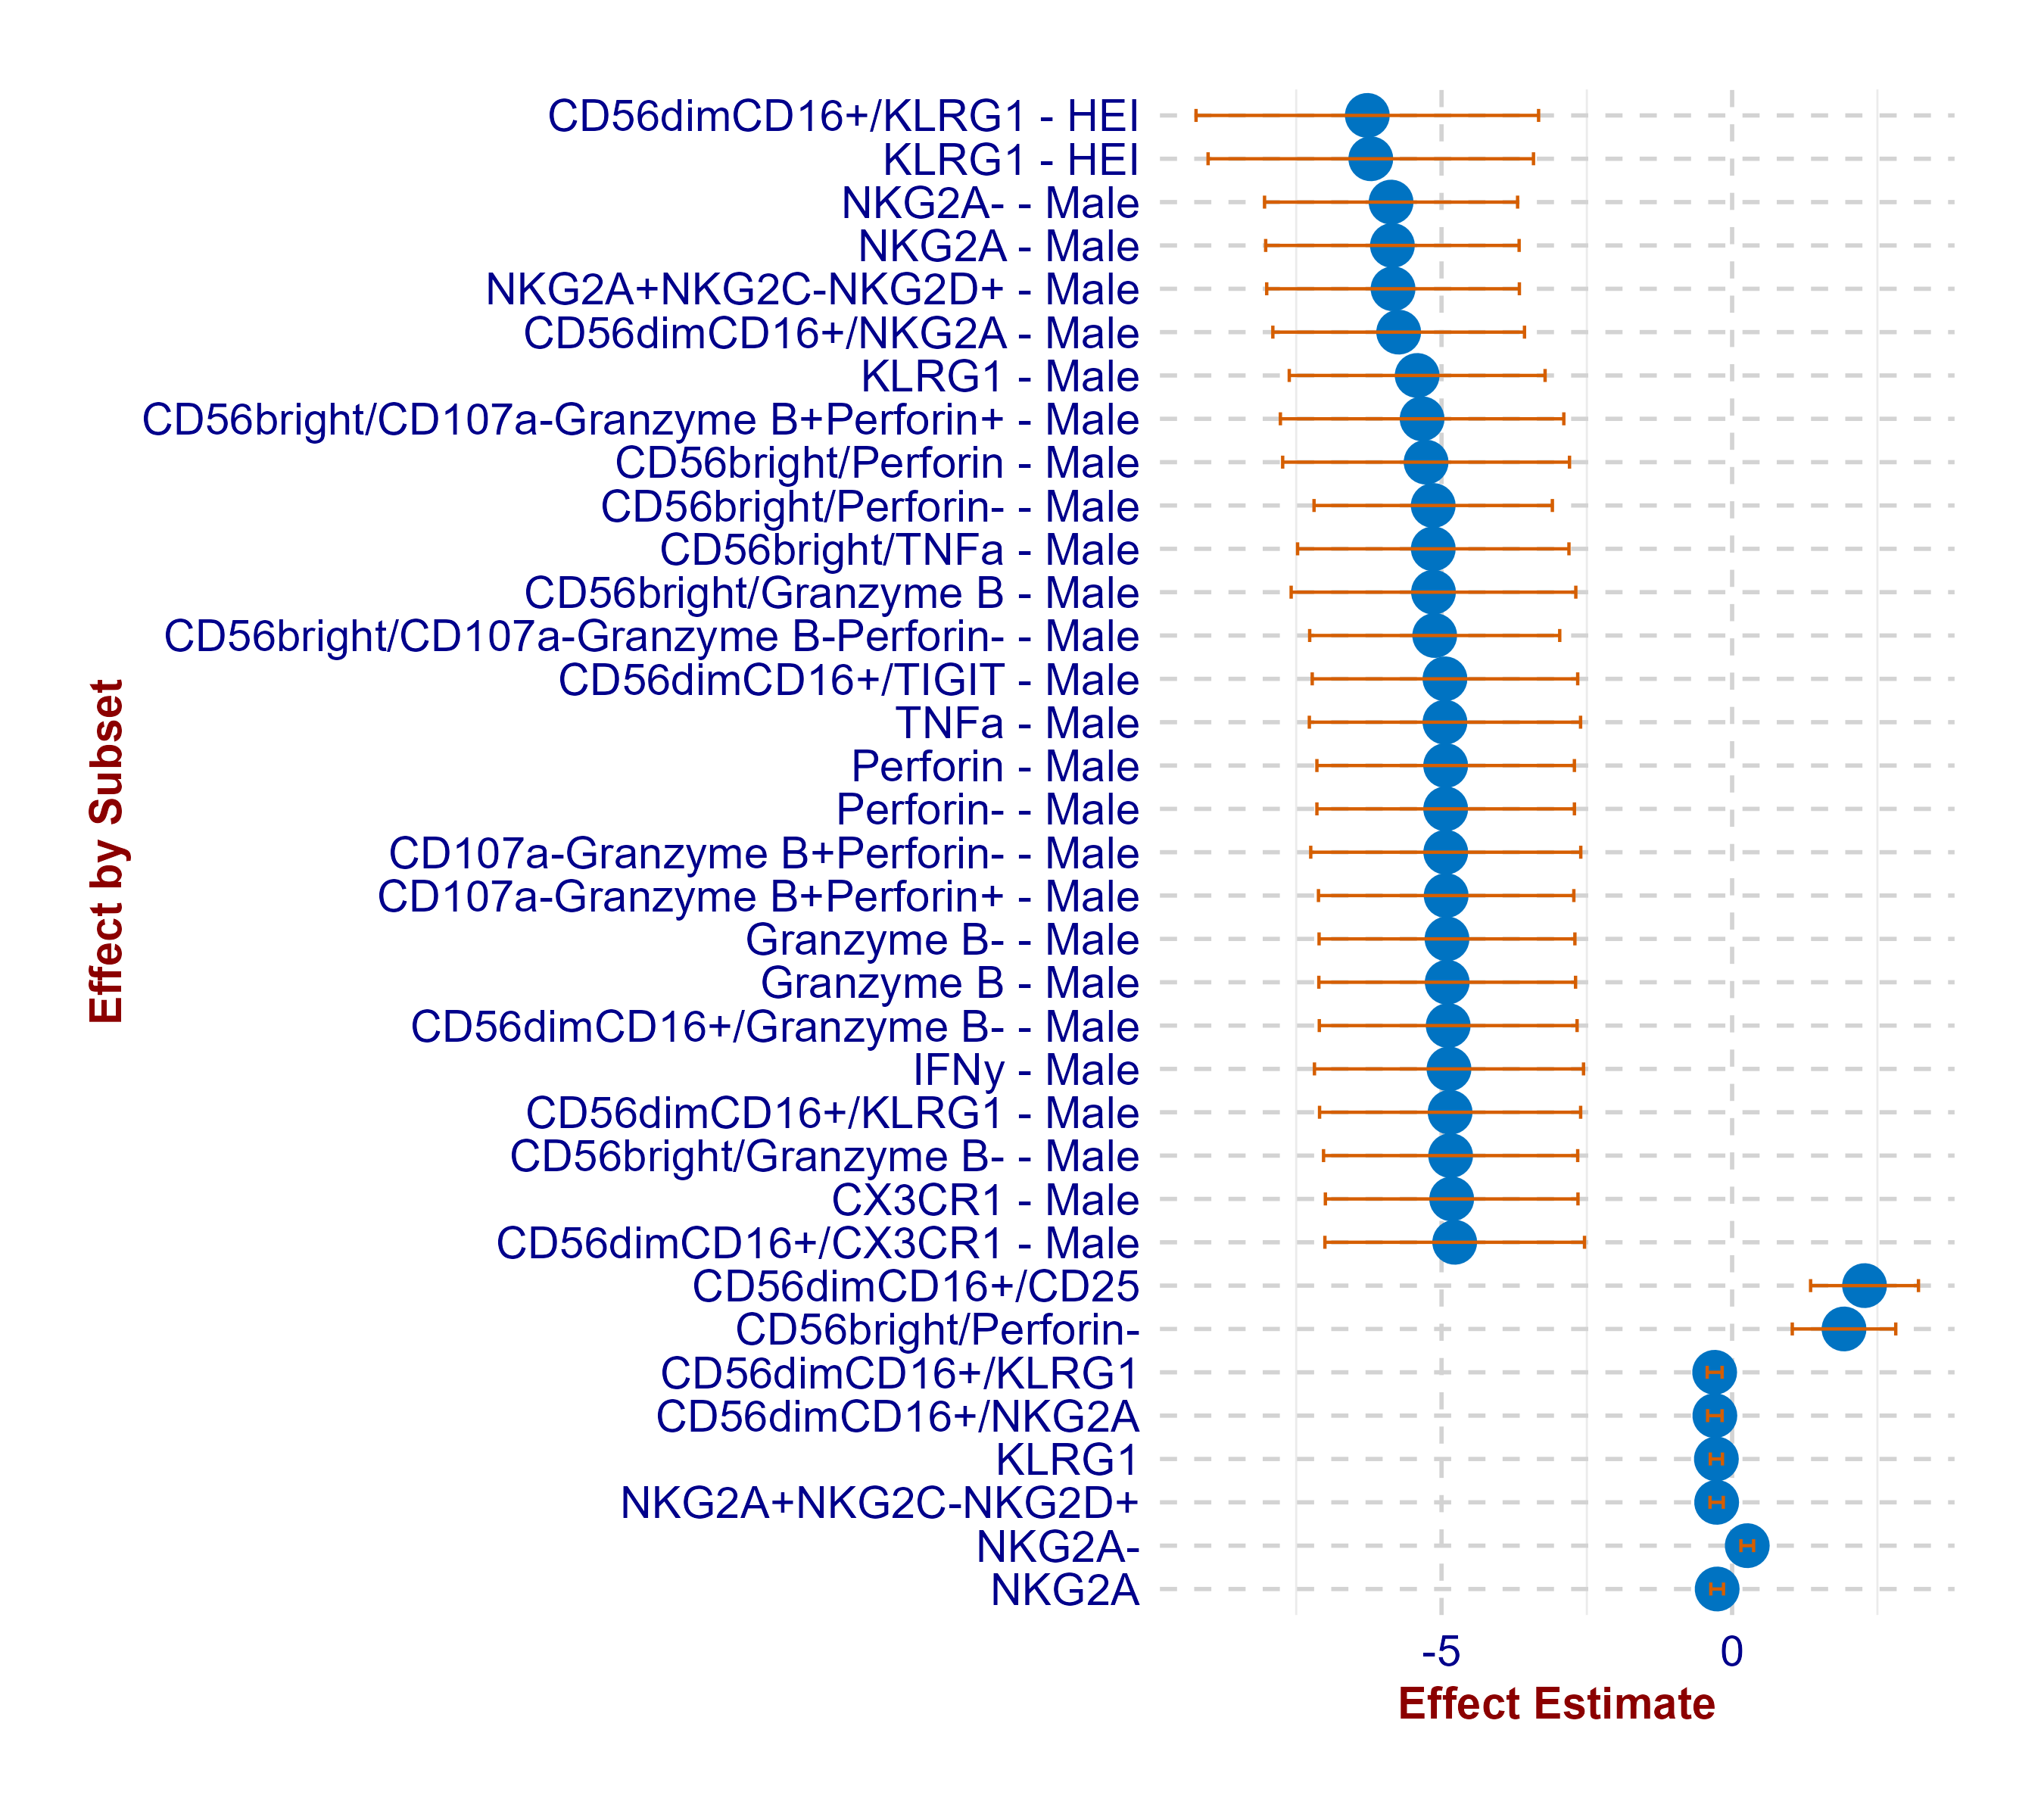 CD56dimCD16+/KLRG1 - HEI
KLRG1 - HEI
NKG2A- - Male
NKG2A - Male
NKG2A+NKG2C-NKG2D+ - Male
CD56dimCD16+/NKG2A - Male
KLRG1 - Male
CD56bright/CD107a-Granzyme B+Perforin+ - Male
CD56bright/Perforin - Male
CD56bright/Perforin- - Male
CD56bright/TNFa - Male
CD56bright/Granzyme B - Male
CD56bright/CD107a-Granzyme B-Perforin- - Male
CD56dimCD16+/TIGIT - Male
TNFa - Male
Perforin - Male
Perforin- - Male
CD107a-Granzyme B+Perforin- - Male
CD107a-Granzyme B+Perforin+ - Male
Granzyme B- - Male
Granzyme B - Male
CD56dimCD16+/Granzyme B- - Male
IFNy - Male
CD56dimCD16+/KLRG1 - Male
CD56bright/Granzyme B- - Male
CX3CR1 - Male
CD56dimCD16+/CX3CR1 - Male
CD56dimCD16+/CD25
CD56bright/Perforin-
CD56dimCD16+/KLRG1
CD56dimCD16+/NKG2A
KLRG1
NKG2A+NKG2C-NKG2D+
NKG2A-
NKG2A
Effect by Subset
-5 0
Effect Estimate